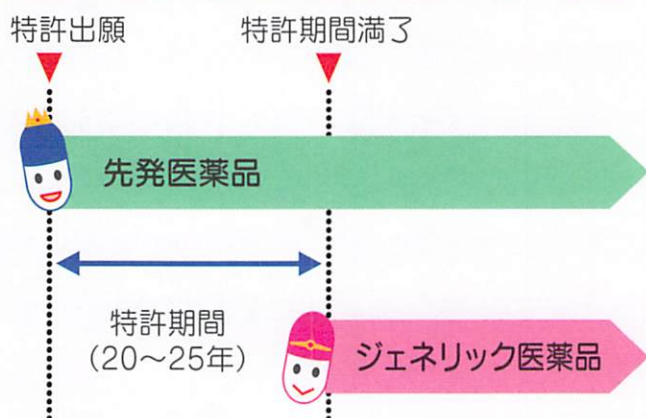 特許出願
特許期間満了
先発医薬品
特許期間
（20～25年）
ジェネリック医薬品